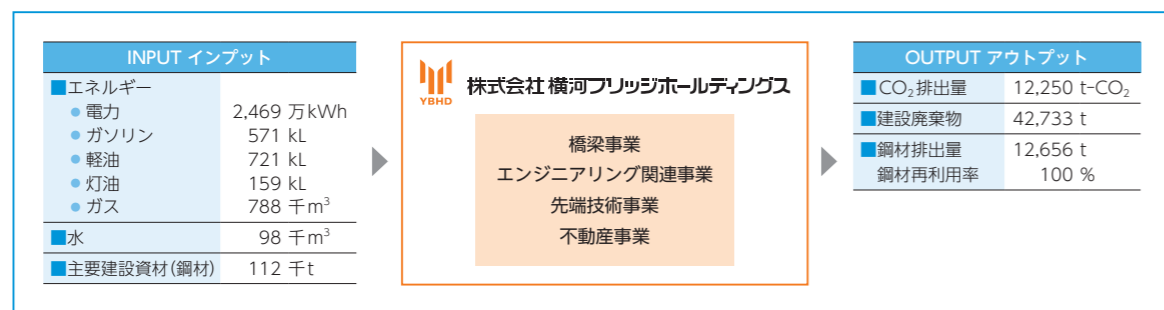 INPUT インプット
■エネルギー
● 電力 2,469 万kWh
● ガソリン 571 kL
● 軽油 721 kL
● 灯油 159 kL
● ガス 788 千m³
■水 98 千m³
■主要建設資材(鋼材) 112 千t
YBHD
株式会社 横河ブリッジホールディングス
橋梁事業
エンジニアリング関連事業
先端技術事業
不動産事業
OUTPUT アウトプット
■CO₂排出量 12,250 t-CO₂
■建設廃棄物 42,733 t
■鋼材排出量 12,656 t
鋼材再利用率 100 %